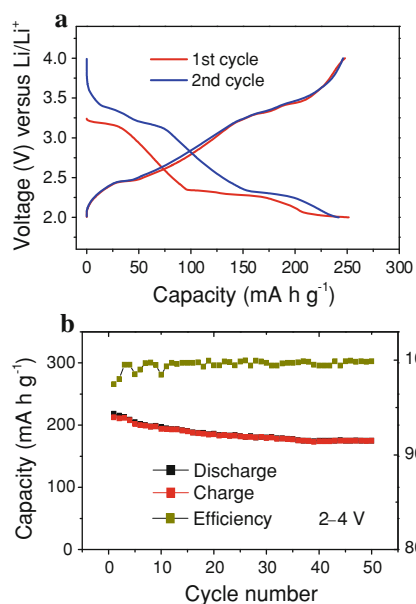 a
1st cycle
2nd cycle
Voltage (V) versus Li/Li⁺
4.0
3.5
3.0
2.5
2.0
0 50 100 150 200 250 300
Capacity (mA h g⁻¹)
b
Capacity (mA h g⁻¹)
300
200
100
0
Discharge
Charge
Efficiency
2–4 V
0 10 20 30 40 50
Cycle number